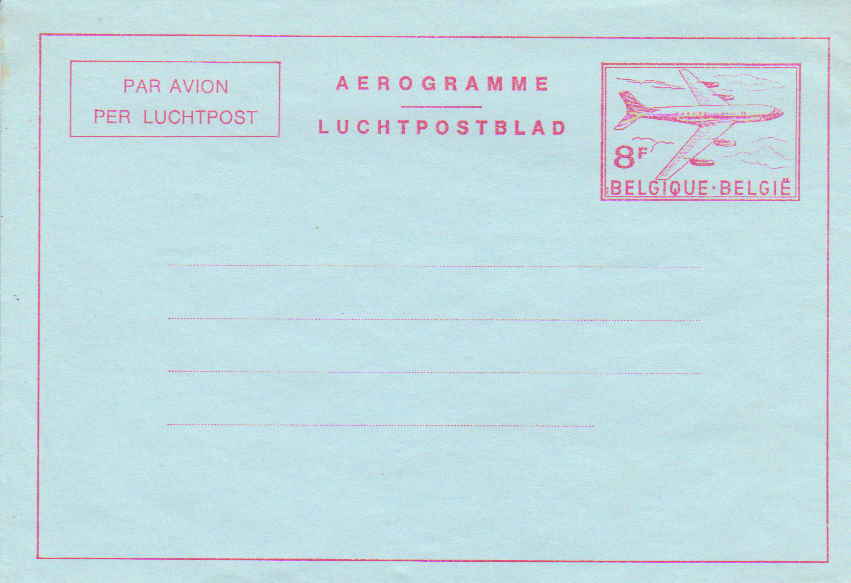 PAR AVION
PER LUCHTPOST
AEROGRAMME
LUCHTPOSTBLAD
8F
BELGIQUE·BELGIË